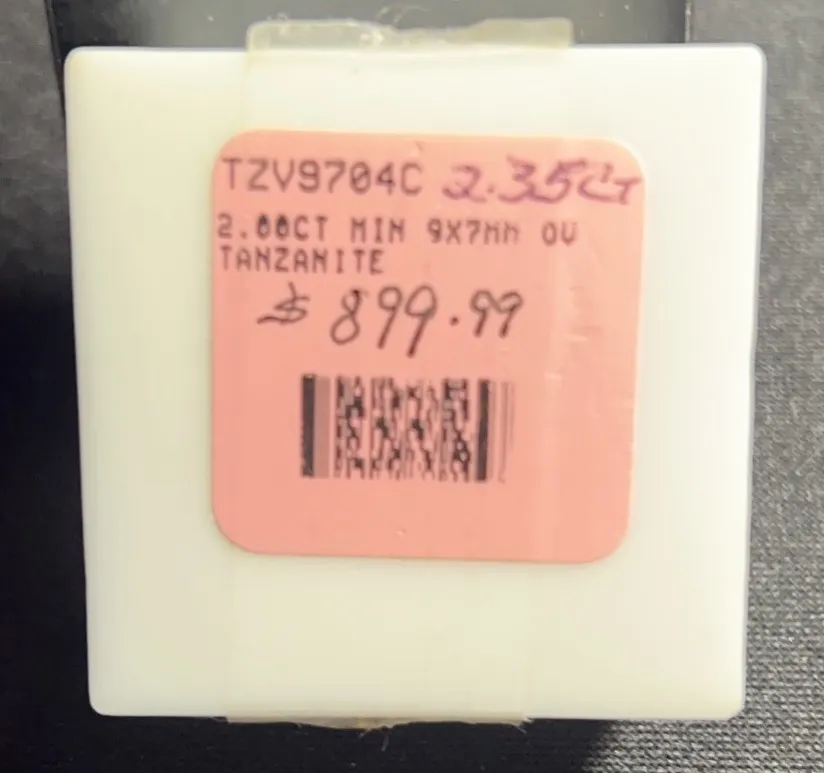 TZV9704C 2.35CT
2.00CT MIN 9X7MM OV
TANZANITE
$899.99